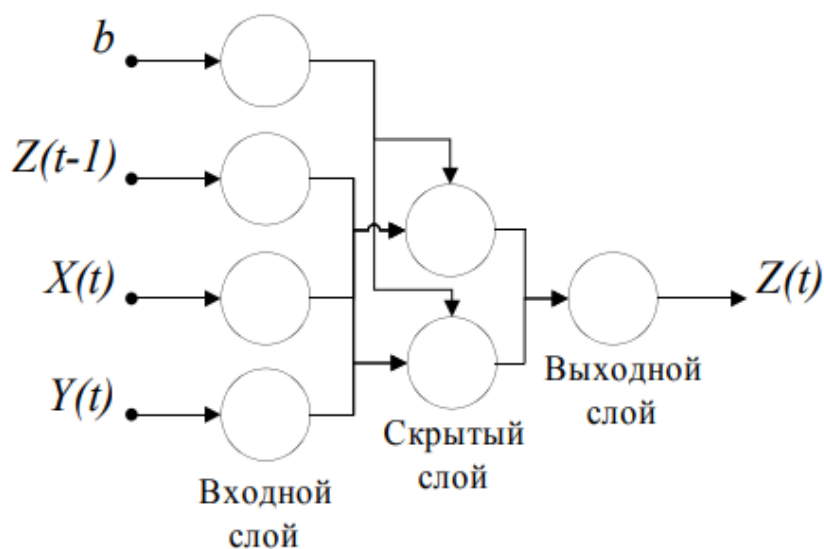 b
Z(t-1)
X(t)
Z(t)
Y(t)
Выходной
слой
Скрытый
слой
Входной
слой